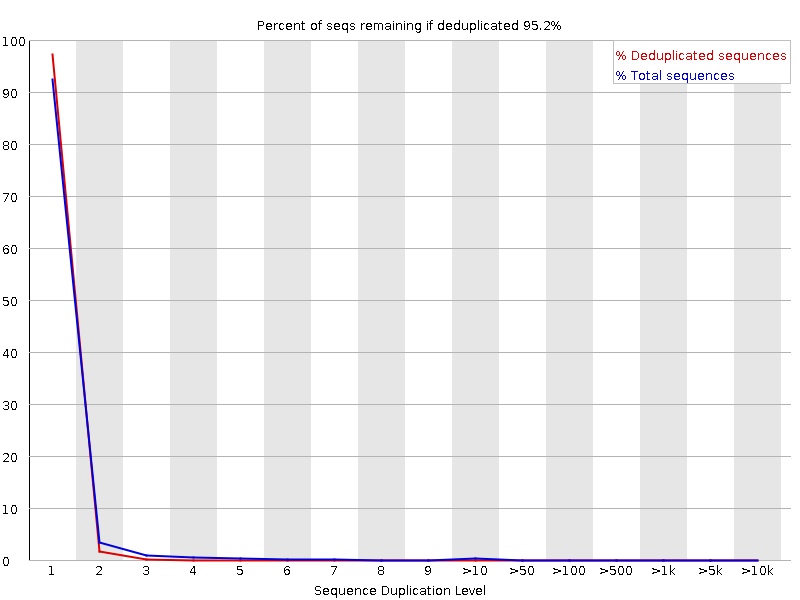 Percent of seqs remaining if deduplicated 95.2%
% Deduplicated sequences
% Total sequences
100
90
80
70
60
50
40
30
20
10
0
1 2 3 4 5 6 7 8 9 >10 >50 >100 >500 >1k >5k >10k
Sequence Duplication Level